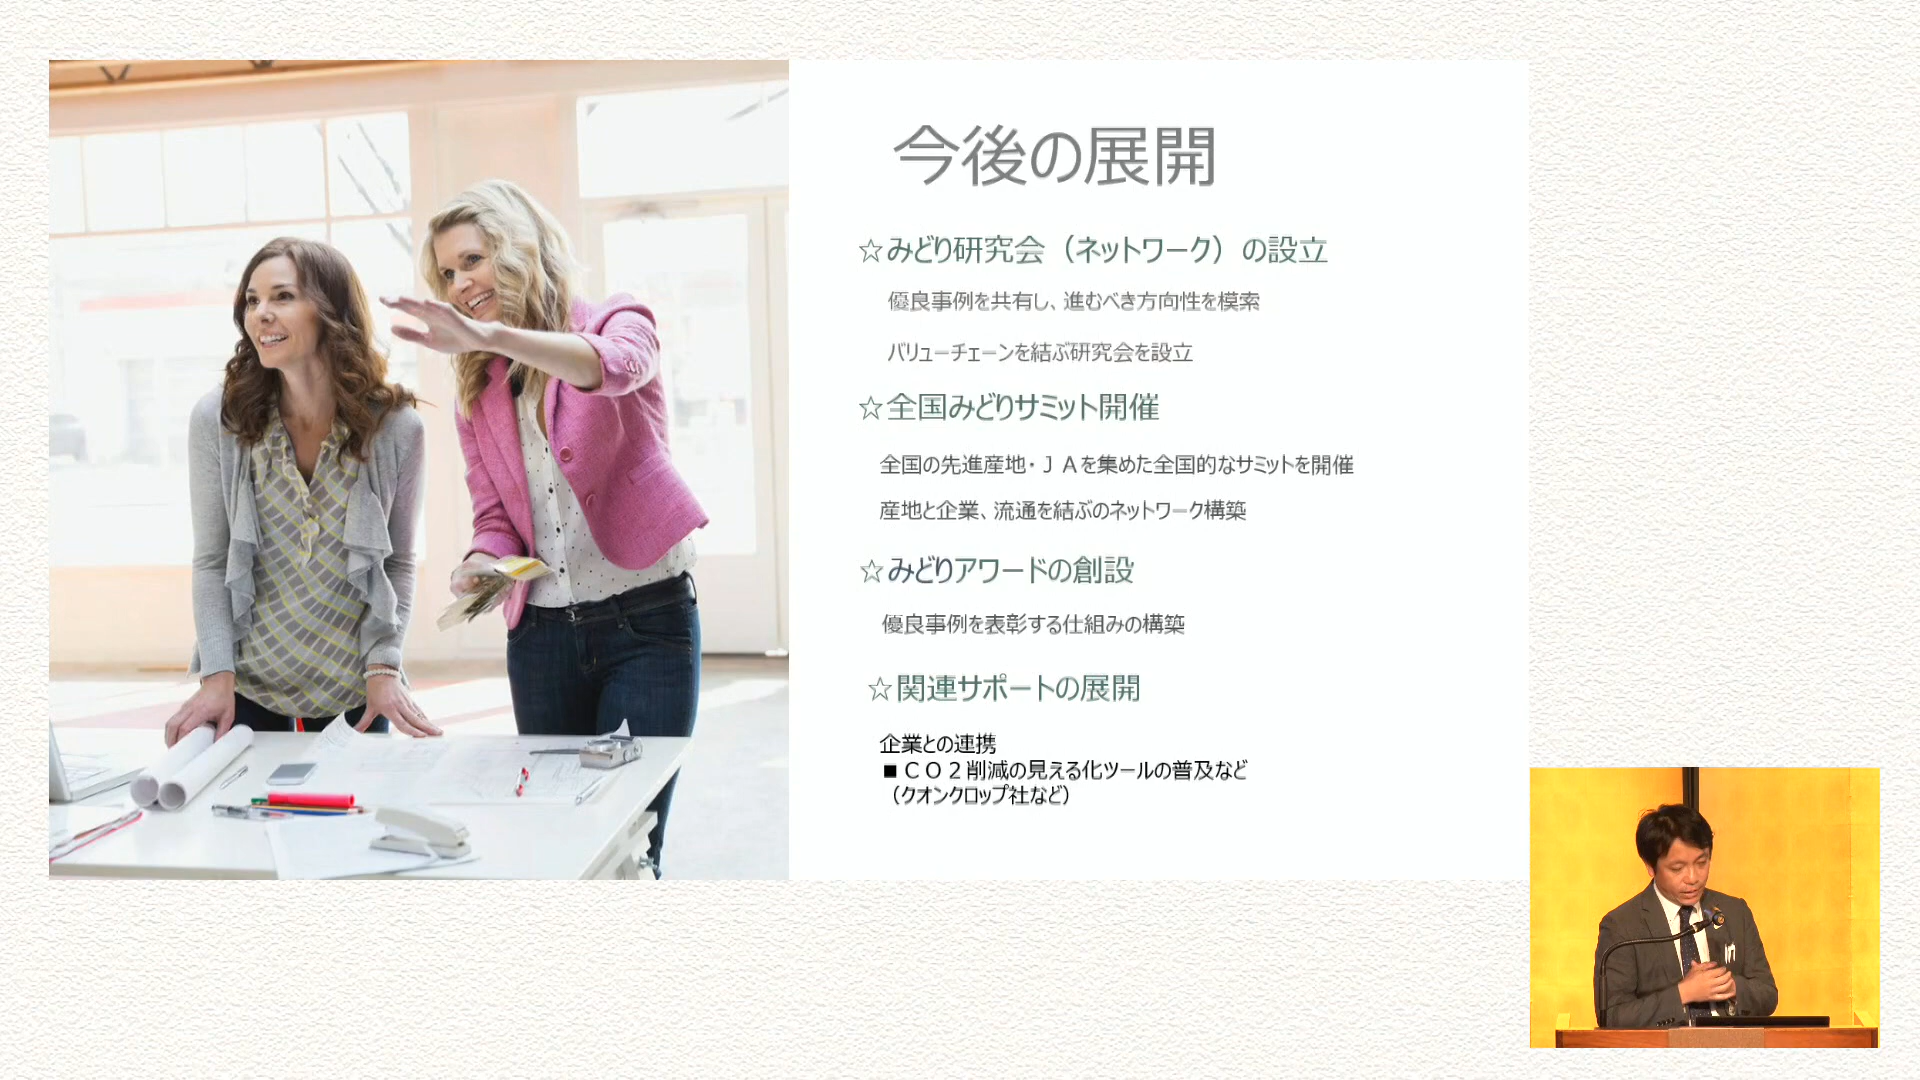 今後の展開
☆みどり研究会（ネットワーク）の設立
優良事例を共有し、進むべき方向性を模索
バリューチェーンを結ぶ研究会を設立
☆全国みどりサミット開催
全国の先進産地・ＪＡを集めた全国的なサミットを開催
産地と企業、流通を結ぶのネットワーク構築
☆みどりアワードの創設
優良事例を表彰する仕組みの構築
☆関連サポートの展開
企業との連携
■ＣＯ２削減の見える化ツールの普及など
（クオンクロップ社など）